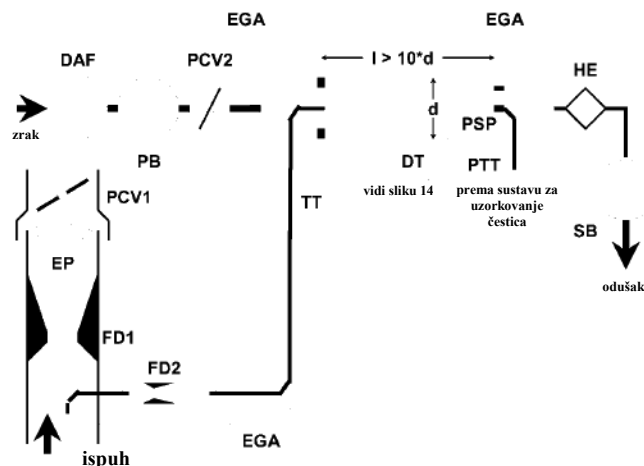 EGA
EGA
l > 10*d
DAF
PCV2
HE
zrak
d
PSP
PB
DT
PTT
PCV1
TT
vidi sliku 14
prema sustavu za
uzorkovanje
čestica
SB
EP
odušak
FD1
FD2
EGA
ispuh